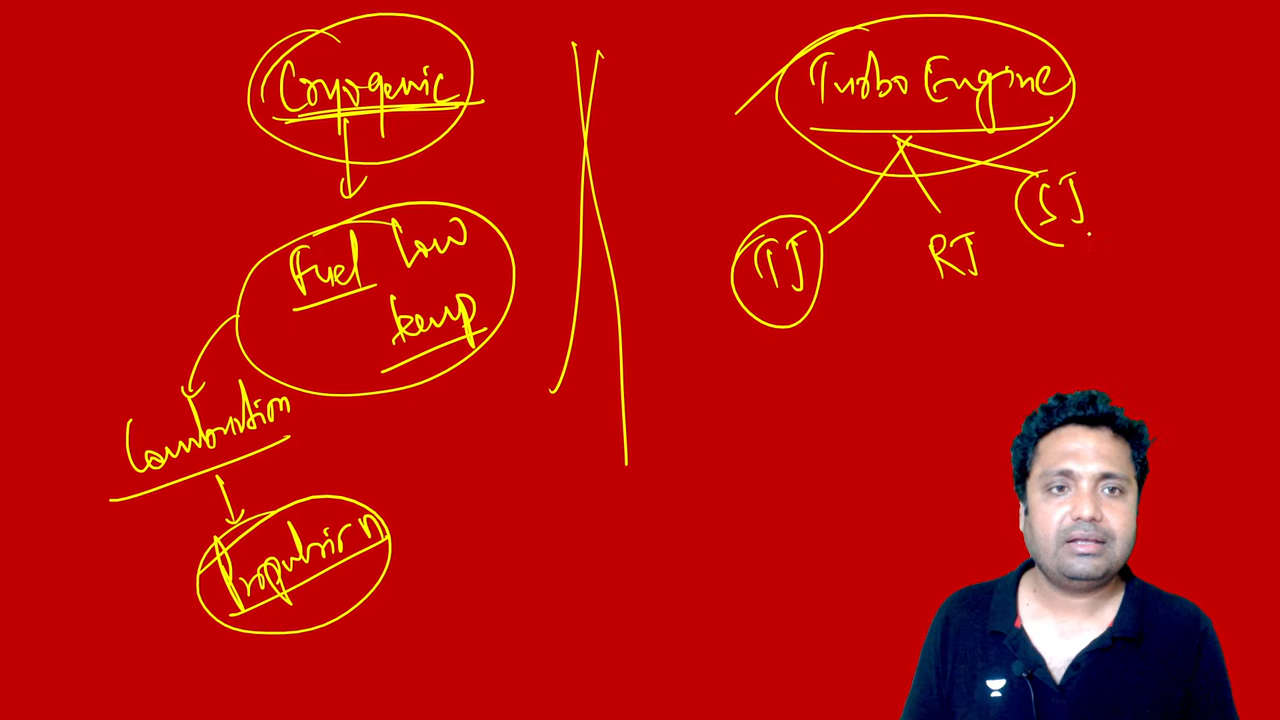 Cryogenic
Fuel Low
temp
Combustion
Propulsion
Turbo Engine
TJ
RJ
SJ